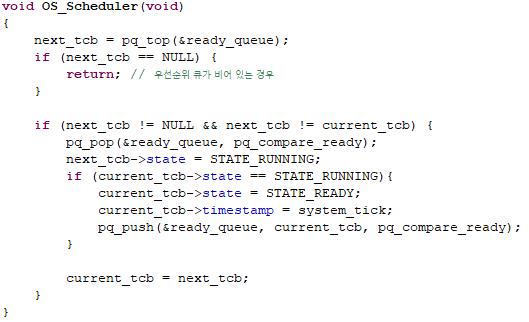 void OS_Scheduler(void)
{
    next_tcb = pq_top(&ready_queue);
    if (next_tcb == NULL) {
        return; // 우선순위 큐가 비어 있는 경우
    }

    if (next_tcb != NULL && next_tcb != current_tcb) {
        pq_pop(&ready_queue, pq_compare_ready);
        next_tcb->state = STATE_RUNNING;
        if (current_tcb->state == STATE_RUNNING){
            current_tcb->state = STATE_READY;
            current_tcb->timestamp = system_tick;
            pq_push(&ready_queue, current_tcb, pq_compare_ready);
        }

        current_tcb = next_tcb;
    }
}